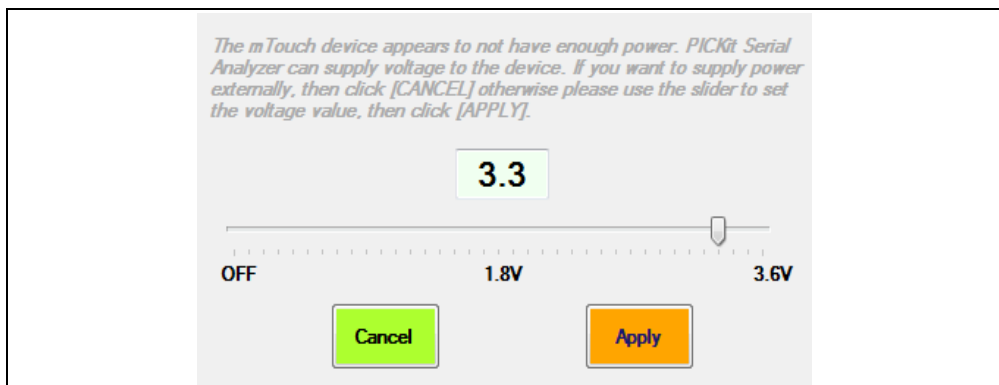 The mTouch device appears to not have enough power. PICKit Serial
Analyzer can supply voltage to the device. If you want to supply power
externally, then click [CANCEL] otherwise please use the slider to set
the voltage value, then click [APPLY].
3.3
OFF 1.8V 3.6V
Cancel Apply